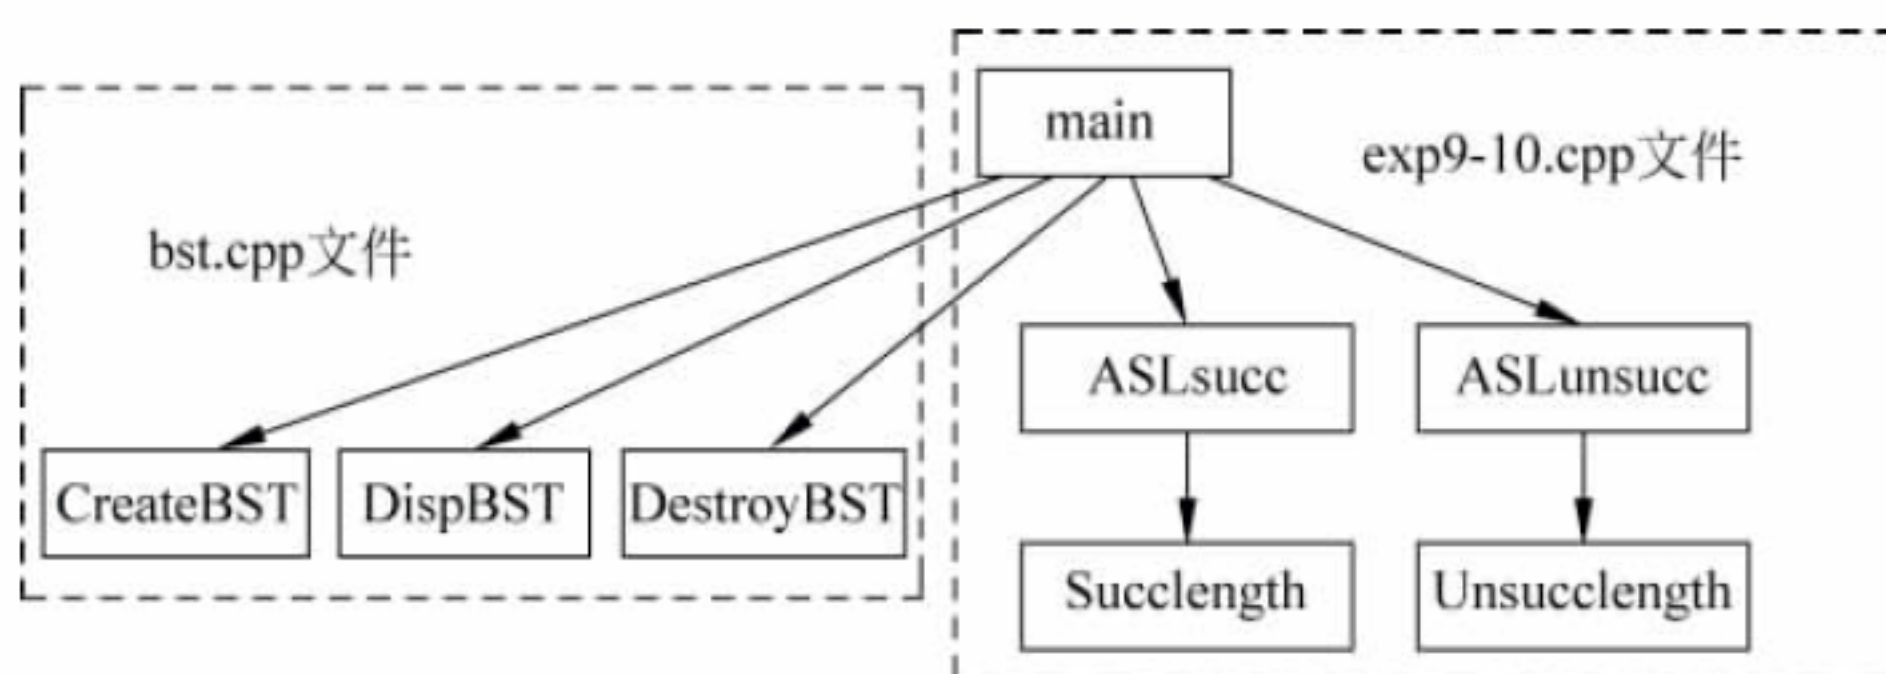 main
exp9-10.cpp文件
bst.cpp文件
ASLsucc
ASLunsucc
CreateBST
DispBST
DestroyBST
Succlength
Unsucclength